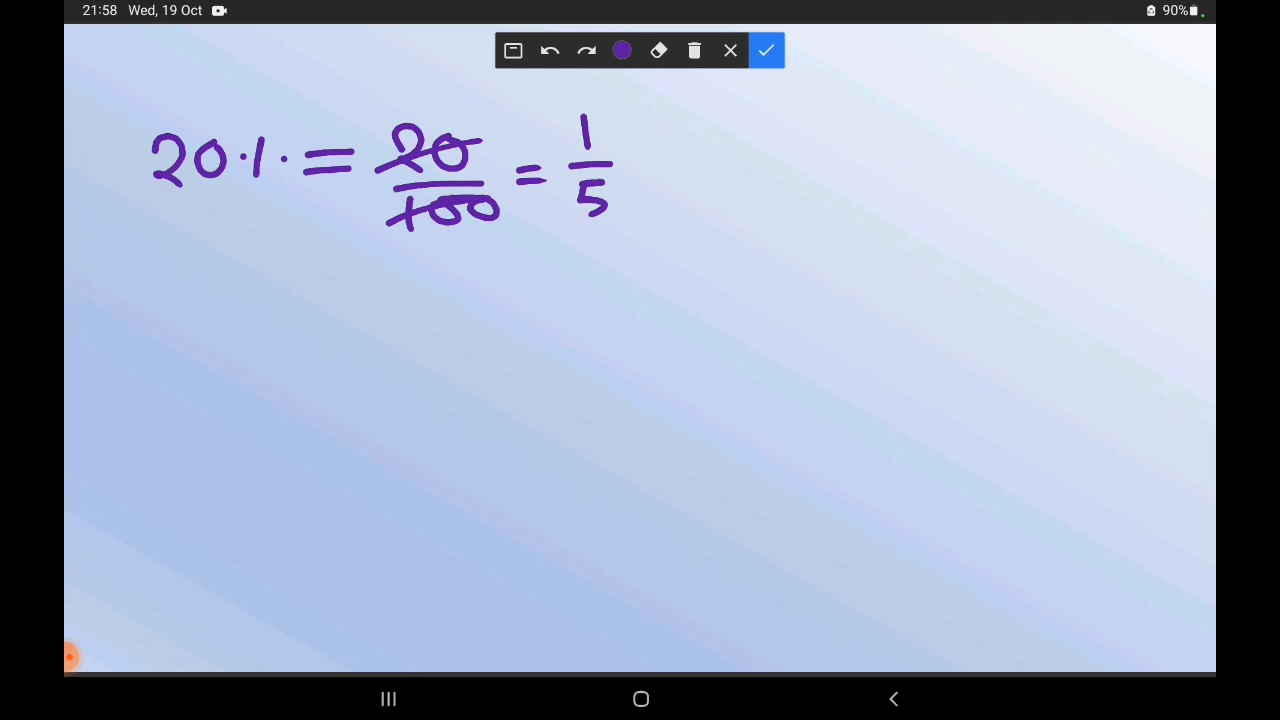 21:58 Wed, 19 Oct 90%
20·/· = 20/100 = 1/5